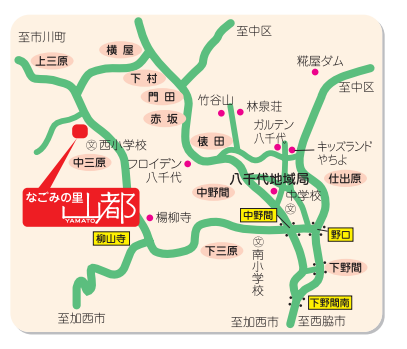 至市川町
横屋
至中区
上三原
糀屋ダム
下村
至中区
門田
竹谷山
林泉荘
赤坂
ガルテン
八千代
俵田
西小学校
キッズランド
やちよ
中三原
フロイデン
八千代
八千代地域局
仕出原
なごみの里
山都
YAMATO
中野間
中学校
楊柳寺
中野間
野口
柳山寺
下三原
南小学校
下野間
下野間南
至加西市
至加西市
至西脇市